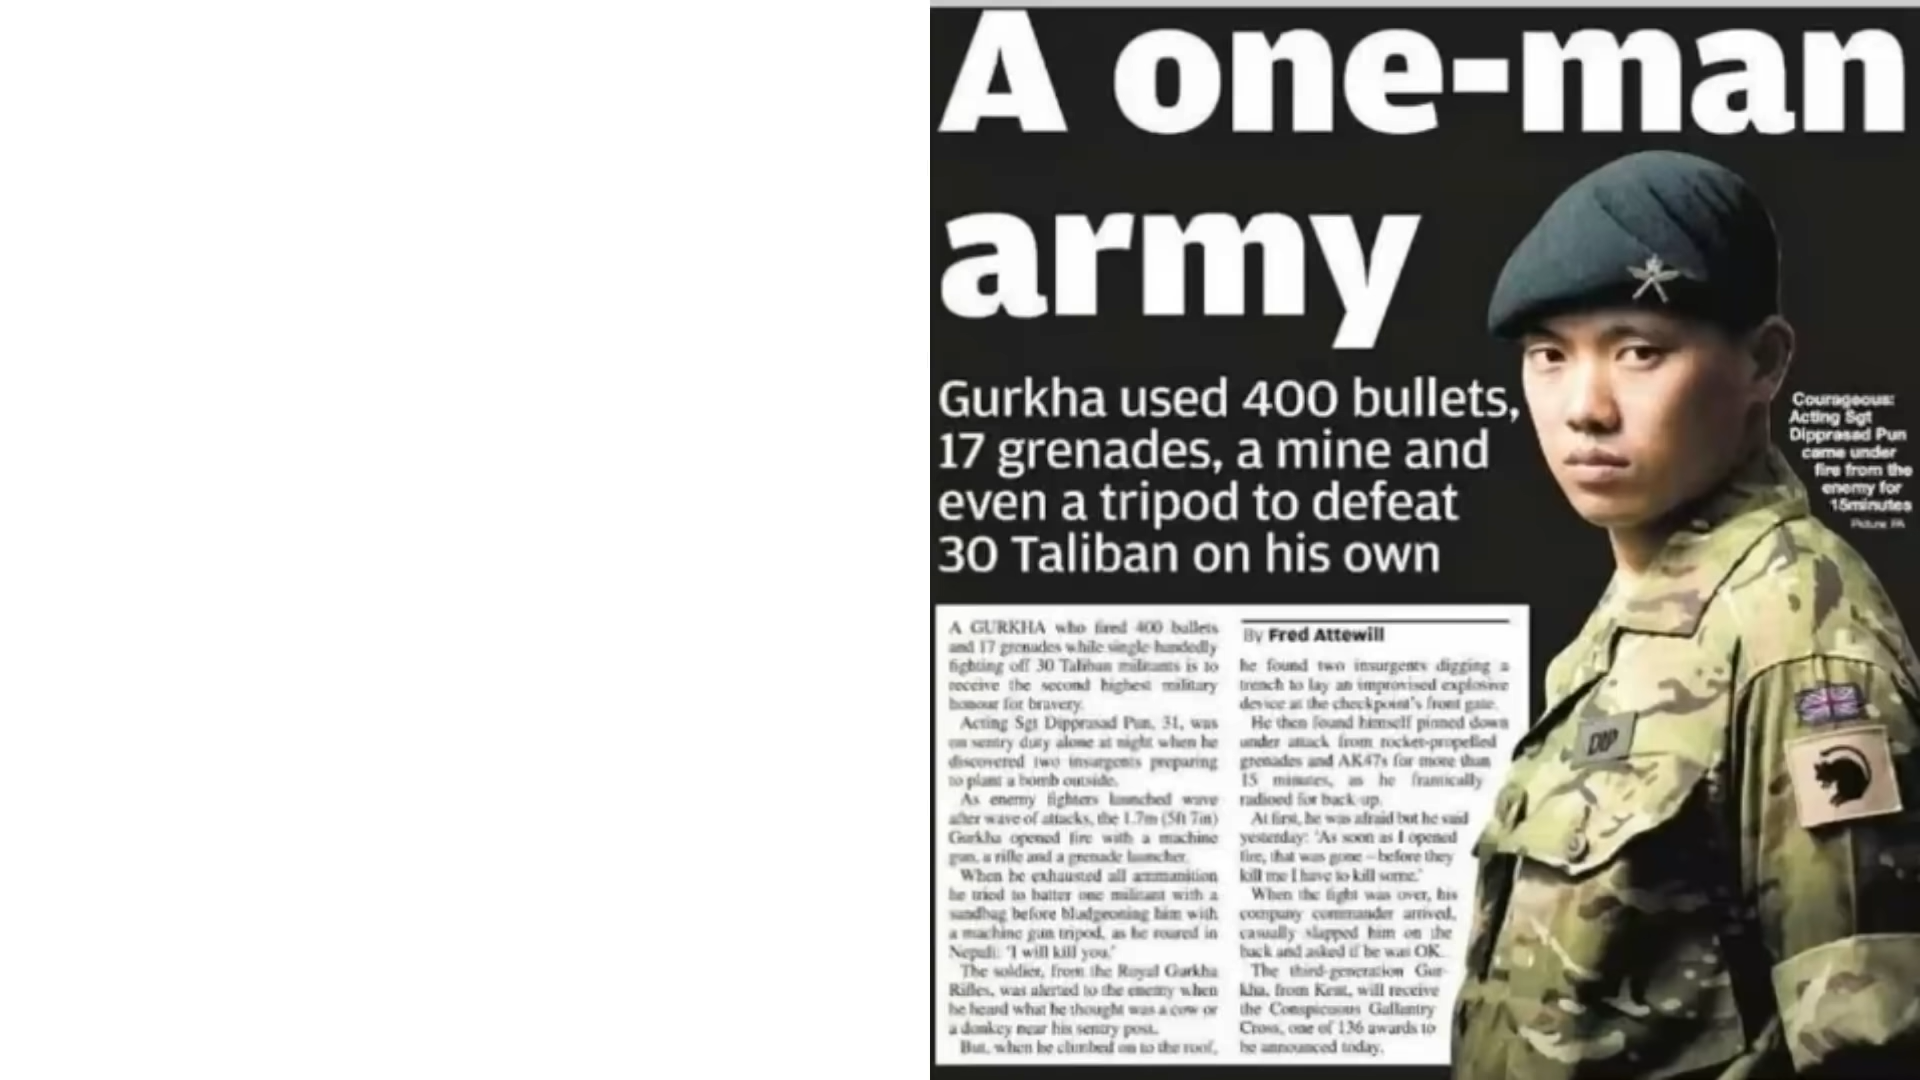 A one-man
army
Gurkha used 400 bullets,
17 grenades, a mine and
even a tripod to defeat
30 Taliban on his own
Courageous:
Acting Sgt
Dipprasad Pun
came under
fire from the
enemy for
15minutes
Picture: PA
A GURKHA who fired 400 bullets
and 17 grenades while single-handedly
fighting off 30 Taliban militants is to
receive the second highest military
honour for bravery.
Acting Sgt Dipprasad Pun, 31, was
on sentry duty alone at night when he
discovered two insurgents preparing
to plant a bomb outside.
As enemy fighters launched wave
after wave of attacks, the 1.7m (5ft 7in)
Gurkha opened fire with a machine
gun, a rifle and a grenade launcher.
When he exhausted all ammunition
he tried to batter one militant with a
sandbag before bludgeoning him with
a machine gun tripod, as he roared in
Nepali: 'I will kill you.'
The soldier, from the Royal Gurkha
Rifles, was alerted to the enemy when
he heard what he thought was a cow or
a donkey near his sentry post.
But, when he climbed on to the roof,
By Fred Attewill
he found two insurgents digging a
trench to lay an improvised explosive
device at the checkpoint's front gate.
He then found himself pinned down
under attack from rocket-propelled
grenades and AK47s for more than
15 minutes, as he frantically
radioed for back-up.
At first, he was afraid but he said
yesterday: 'As soon as I opened
fire, that was gone – before they
kill me I have to kill some.'
When the fight was over, his
company commander arrived,
casually slapped him on the
back and asked if he was OK.
The third-generation Gur-
kha, from Kent, will receive
the Conspicuous Gallantry
Cross, one of 136 awards to
be announced today.
DIP